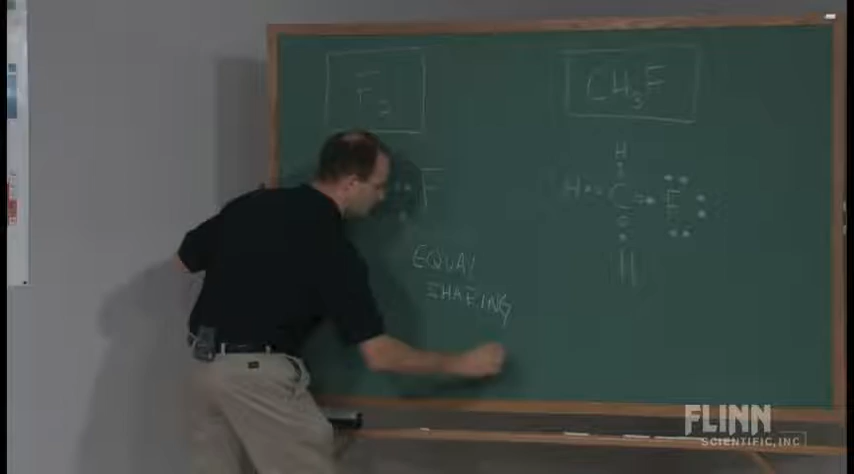 F₂
CH₃F
F
H
H C F
H
EQUAL
SHARING
FLINN
SCIENTIFIC, INC